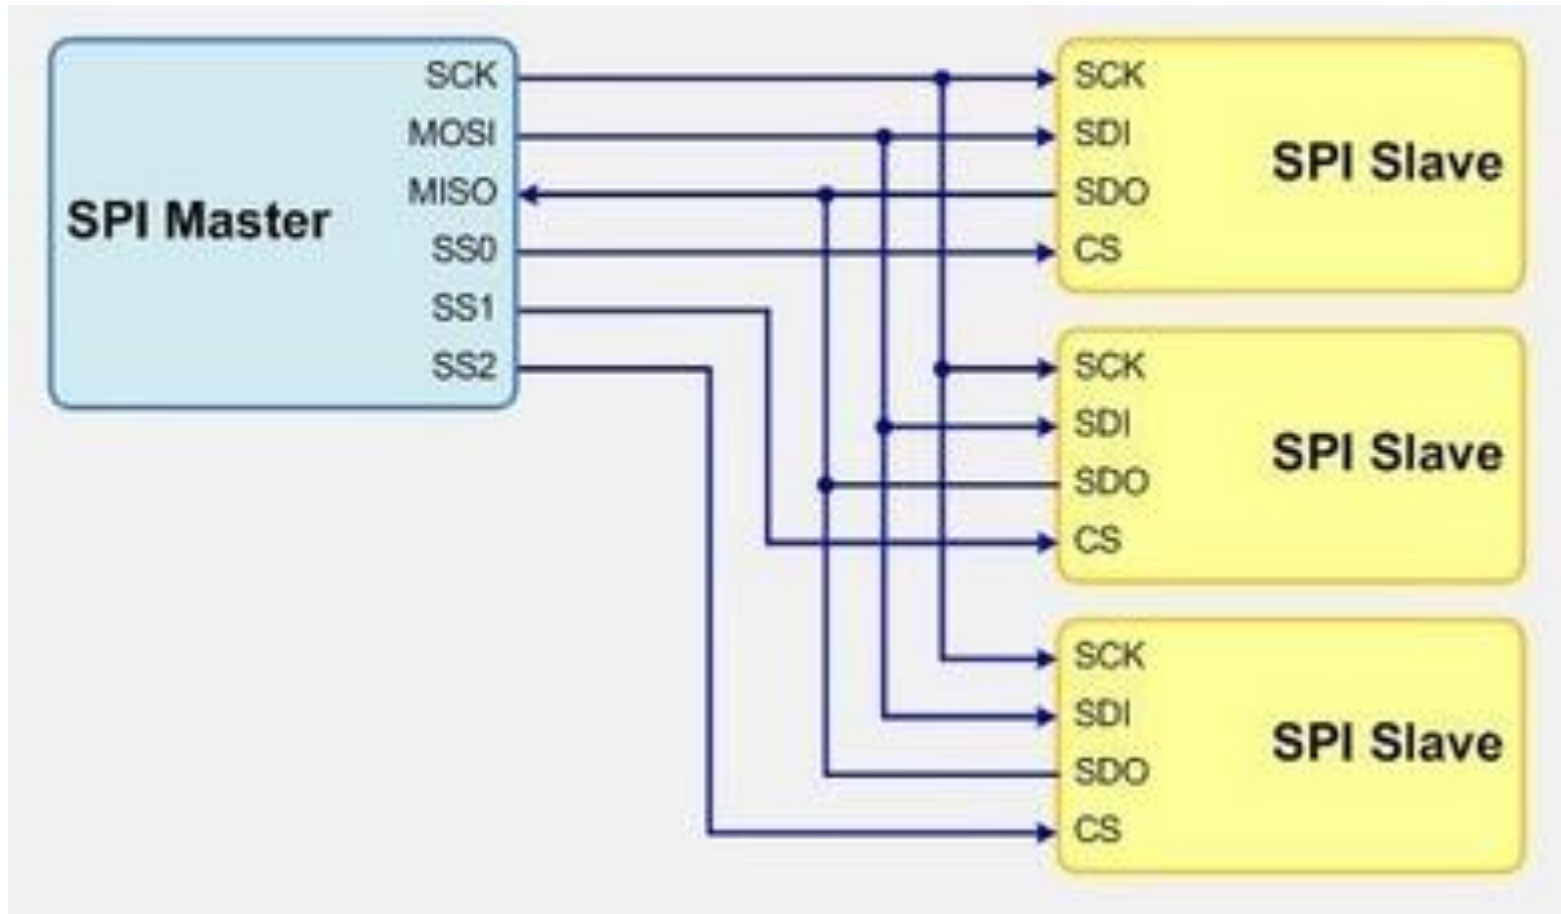 SPI Master
SCK
MOSI
MISO
SS0
SS1
SS2
SCK
SDI
SDO
CS
SPI Slave
SCK
SDI
SDO
CS
SPI Slave
SCK
SDI
SDO
CS
SPI Slave